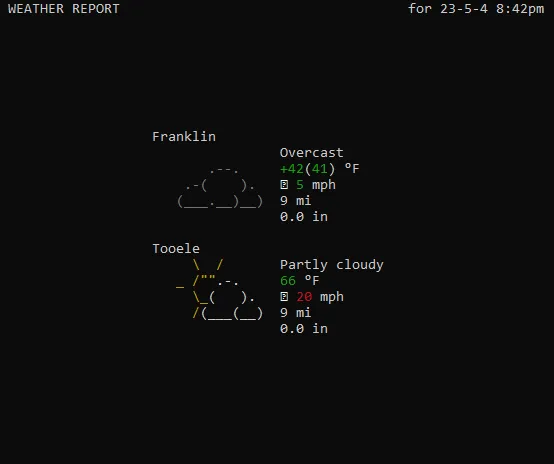 WEATHER REPORT for 23-5-4 8:42pm
Franklin
Overcast
+42(41) °F
5 mph
9 mi
0.0 in
Tooele
Partly cloudy
66 °F
20 mph
9 mi
0.0 in